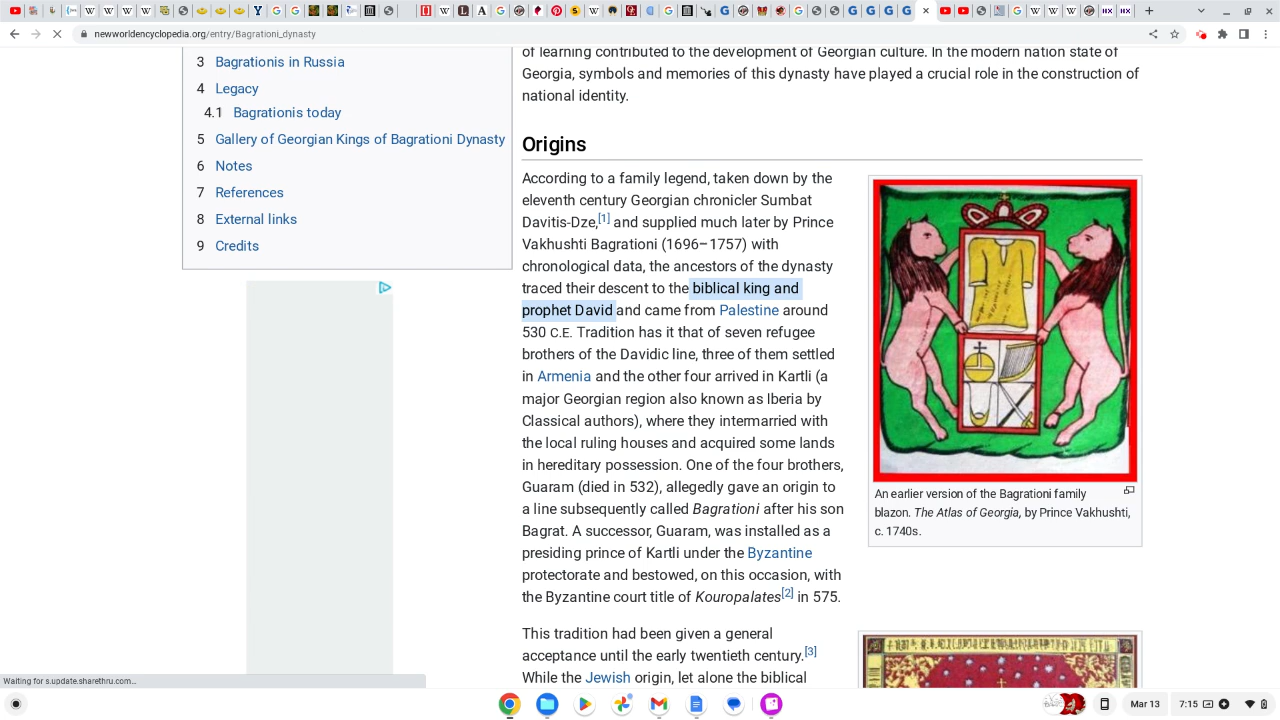 newworldencyclopedia.org/entry/Bagrationi_dynasty
3 Bagrationis in Russia
4 Legacy
4.1 Bagrationis today
5 Gallery of Georgian Kings of Bagrationi Dynasty
6 Notes
7 References
8 External links
9 Credits
of learning contributed to the development of Georgian culture. In the modern nation state of
Georgia, symbols and memories of this dynasty have played a crucial role in the construction of
national identity.
Origins
According to a family legend, taken down by the
eleventh century Georgian chronicler Sumbat
Davitis-Dze,[1] and supplied much later by Prince
Vakhushti Bagrationi (1696–1757) with
chronological data, the ancestors of the dynasty
traced their descent to the biblical king and
prophet David and came from Palestine around
530 C.E. Tradition has it that of seven refugee
brothers of the Davidic line, three of them settled
in Armenia and the other four arrived in Kartli (a
major Georgian region also known as Iberia by
Classical authors), where they intermarried with
the local ruling houses and acquired some lands
in hereditary possession. One of the four brothers,
Guaram (died in 532), allegedly gave an origin to
a line subsequently called Bagrationi after his son
Bagrat. A successor, Guaram, was installed as a
presiding prince of Kartli under the Byzantine
protectorate and bestowed, on this occasion, with
the Byzantine court title of Kouropalates[2] in 575.
This tradition had been given a general
acceptance until the early twentieth century.[3]
While the Jewish origin, let alone the biblical
An earlier version of the Bagrationi family
blazon. The Atlas of Georgia, by Prince Vakhushti,
c. 1740s.
Waiting for s.update.sharethru.com...
Mar 13
7:15